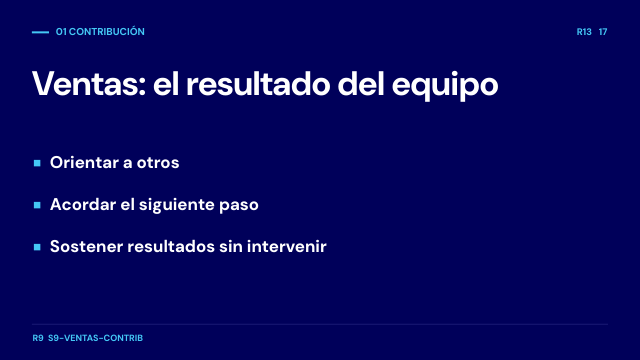 01 CONTRIBUCIÓN
R13 17
Ventas: el resultado del equipo
Orientar a otros
Acordar el siguiente paso
Sostener resultados sin intervenir
R9 S9-VENTAS-CONTRIB